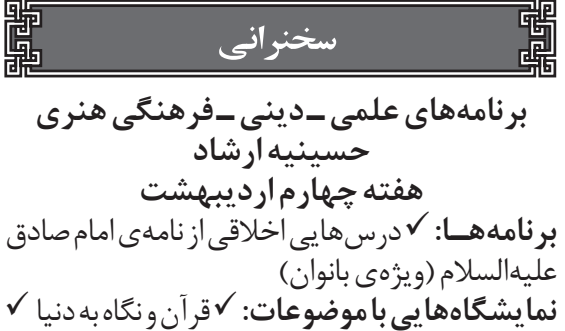 سخنرانی
برنامه‌های علمی ـ دینی ـ فرهنگی هنری
حسینیه ارشاد
هفته چهارم اردیبهشت
برنامه‌هــا: ✓ درس‌هایی اخلاقی از نامه‌ی امام صادق
علیه‌السلام (ویژه‌ی بانوان)
نمایشگاه‌هایی با موضوعات: ✓ قرآن و نگاه به دنیا ✓